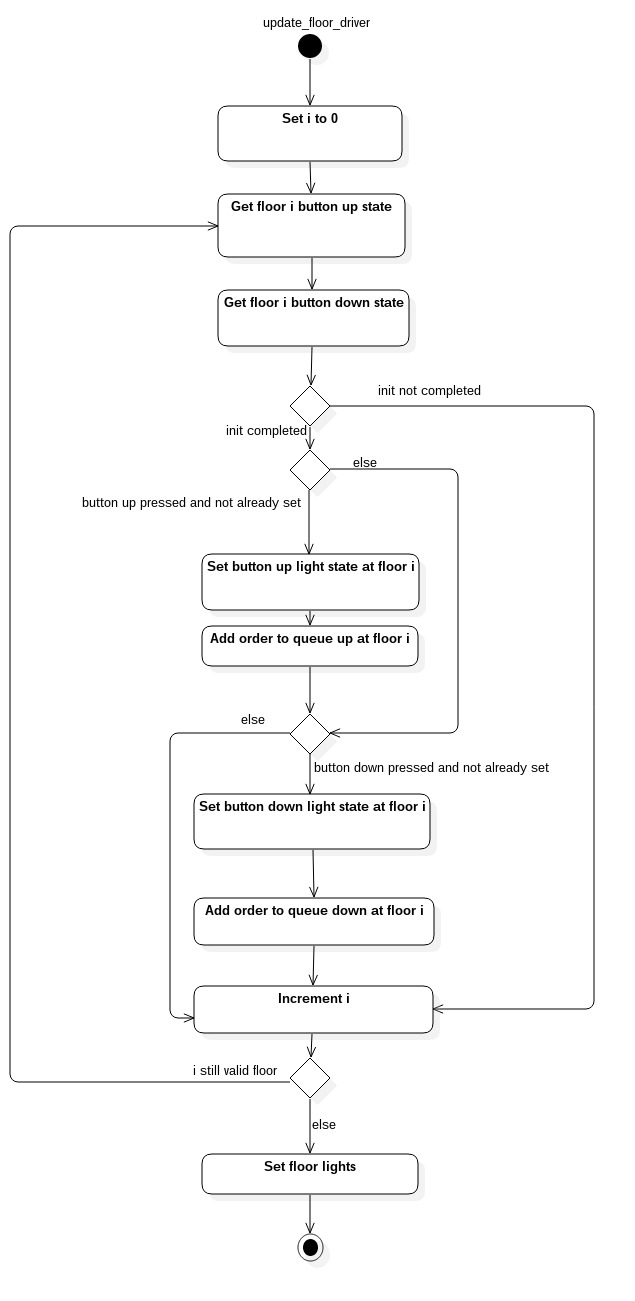 update_floor_driver
Set i to 0
Get floor i button up state
Get floor i button down state
init not completed
init completed
else
button up pressed and not already set
Set button up light state at floor i
Add order to queue up at floor i
else
button down pressed and not already set
Set button down light state at floor i
Add order to queue down at floor i
Increment i
i still valid floor
else
Set floor lights